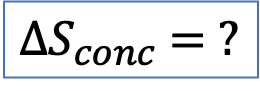 ΔS_conc = ?